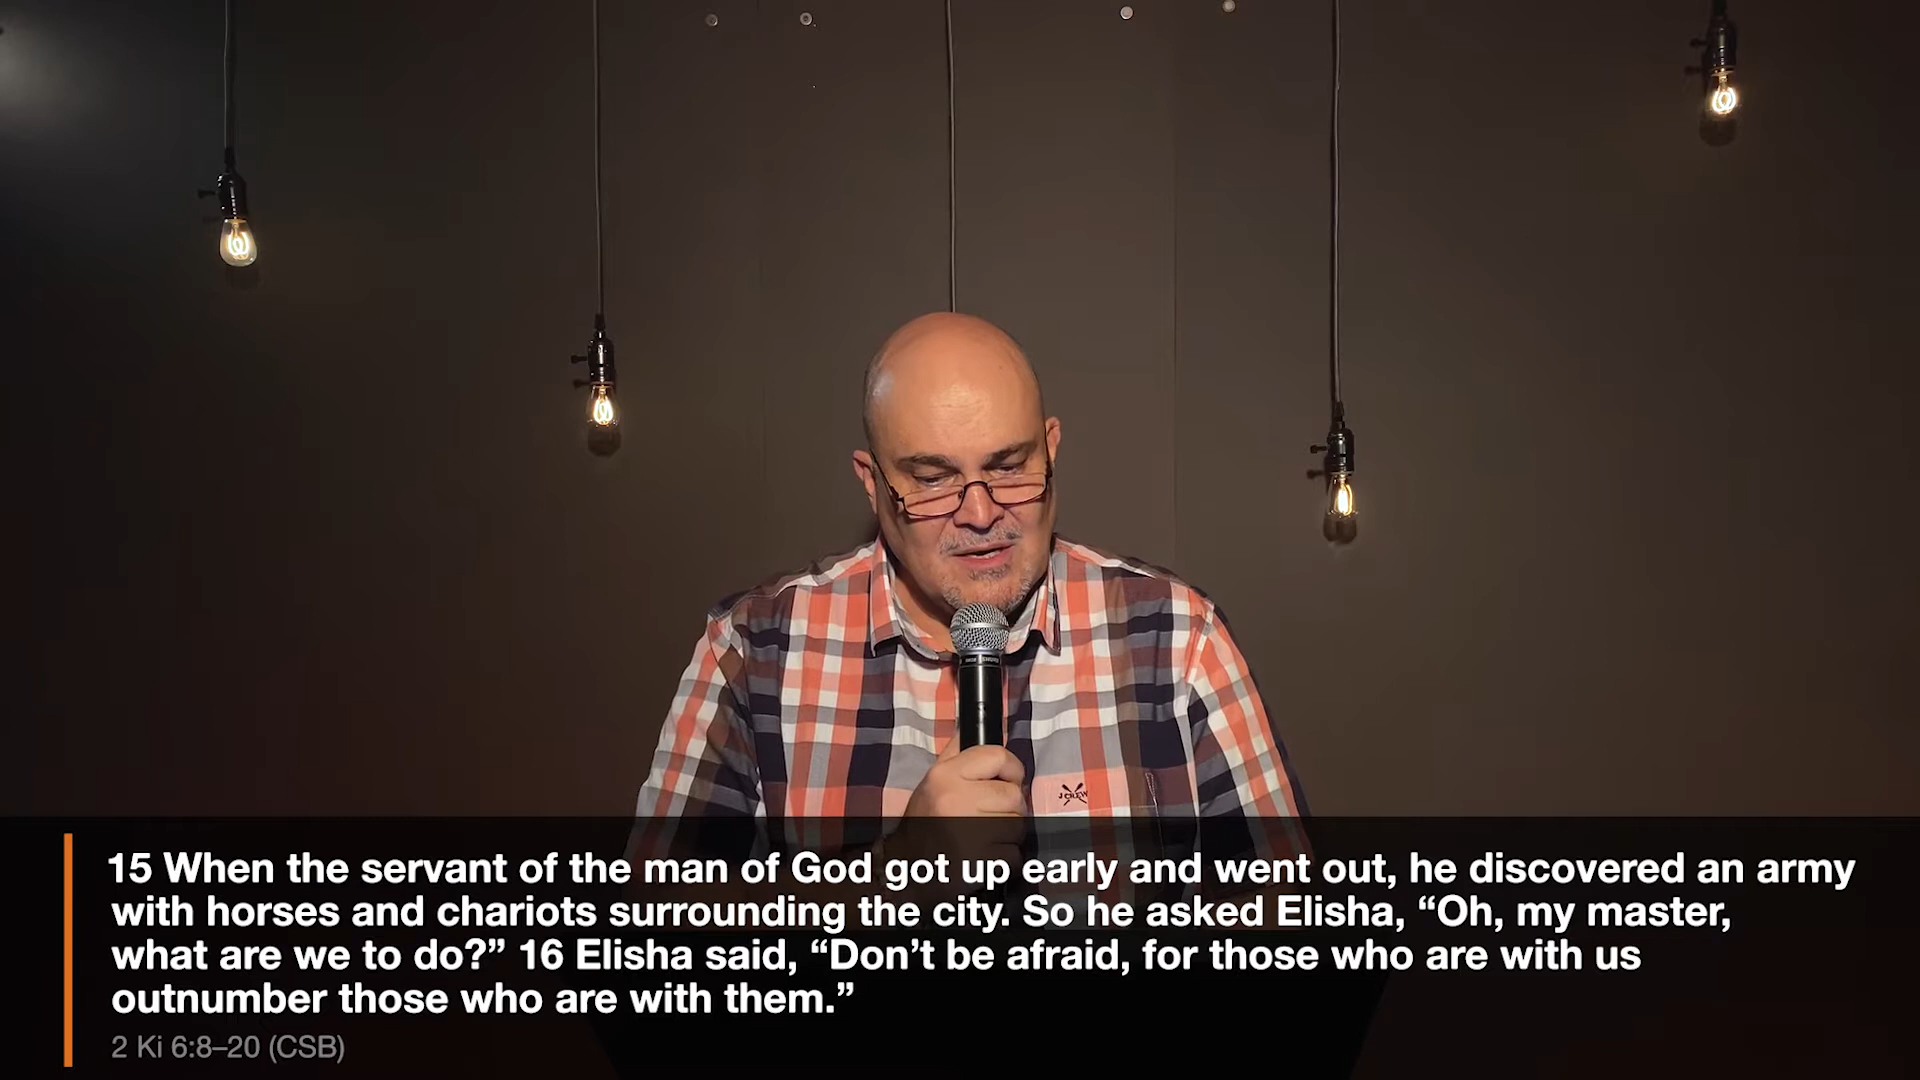 J CREW
15 When the servant of the man of God got up early and went out, he discovered an army
with horses and chariots surrounding the city. So he asked Elisha, “Oh, my master,
what are we to do?” 16 Elisha said, “Don’t be afraid, for those who are with us
outnumber those who are with them.”
2 Ki 6:8–20 (CSB)